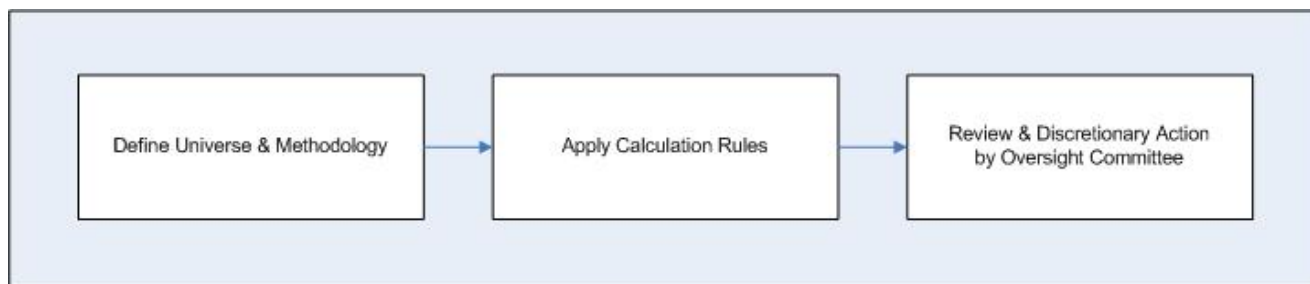 Define Universe & Methodology
Apply Calculation Rules
Review & Discretionary Action
by Oversight Committee